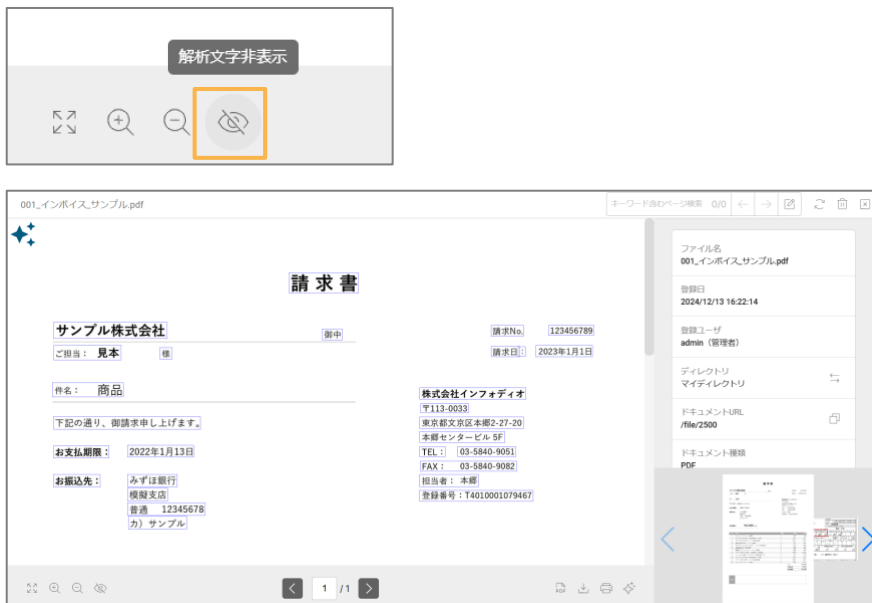 解析文字非表示
001_インボイス_サンプル.pdf
キーワード含むページ検索 0/0
請求書
サンプル株式会社 御中
ご担当： 見本 様
件名： 商品
下記の通り、御請求申し上げます。
お支払期限： 2022年1月13日
お振込先： みずほ銀行
模擬支店
普通 12345678
カ）サンプル
請求No. 123456789
請求日： 2023年1月1日
株式会社インフォディオ
〒113-0033
東京都文京区本郷2-27-20
本郷センタービル 5F
TEL： 03-5840-9051
FAX： 03-5840-9082
担当者： 本郷
登録番号：T4010001079467
ファイル名
001_インボイス_サンプル.pdf
登録日
2024/12/13 16:22:14
登録ユーザ
admin（管理者）
ディレクトリ
マイディレクトリ
ドキュメントURL
/file/2500
ドキュメント種類
PDF
1 /1